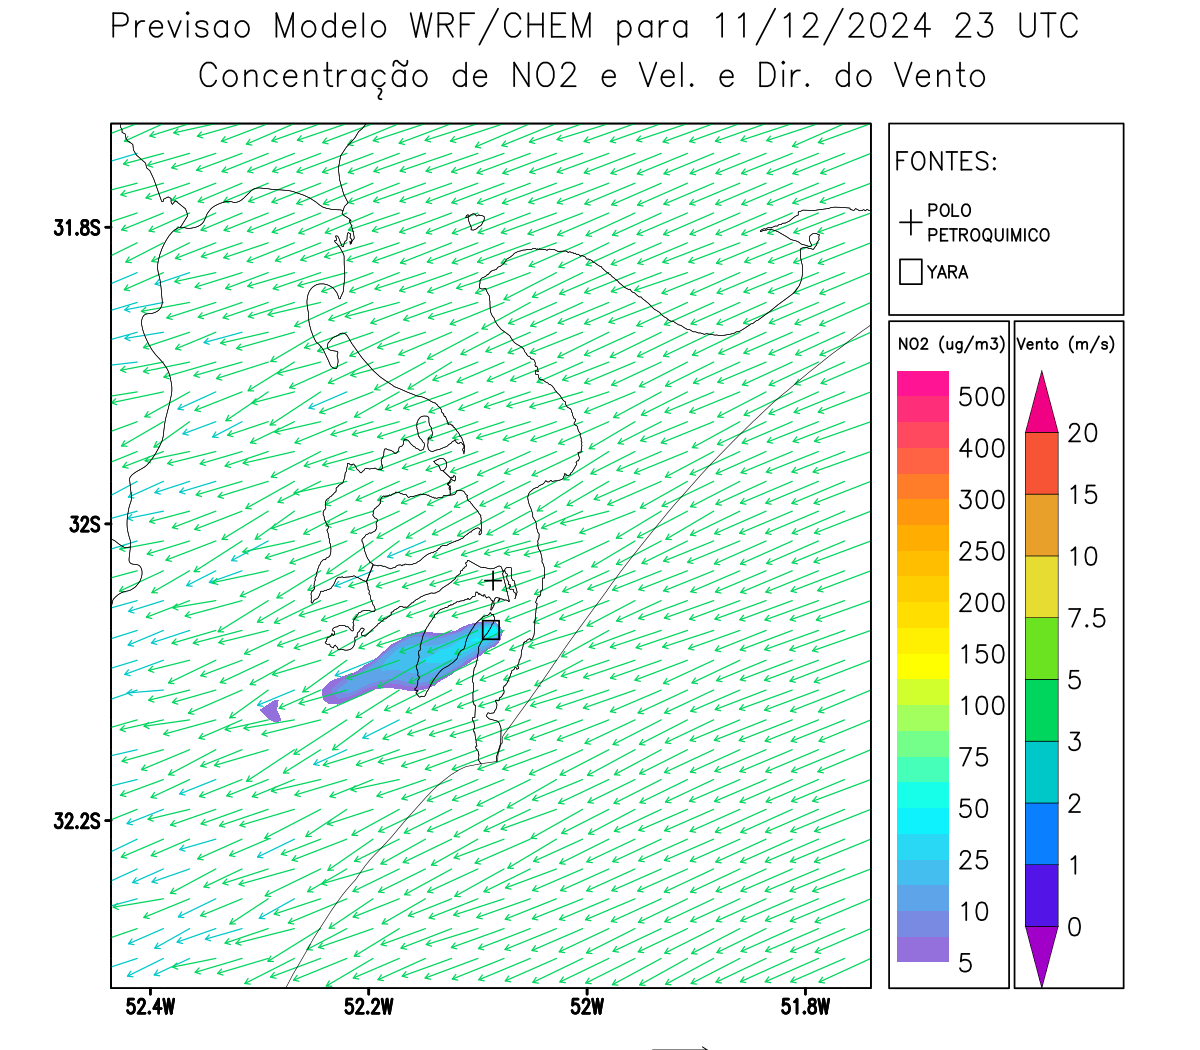 Previsao Modelo WRF/CHEM para 11/12/2024 23 UTC
Concentração de NO2 e Vel. e Dir. do Vento
FONTES:
POLO
PETROQUIMICO
YARA
NO2 (ug/m3)
500
400
300
250
200
150
100
75
50
25
10
5
Vento (m/s)
20
15
10
7.5
5
3
2
1
0
31.8S
32S
32.2S
52.4W 52.2W 52W 51.8W